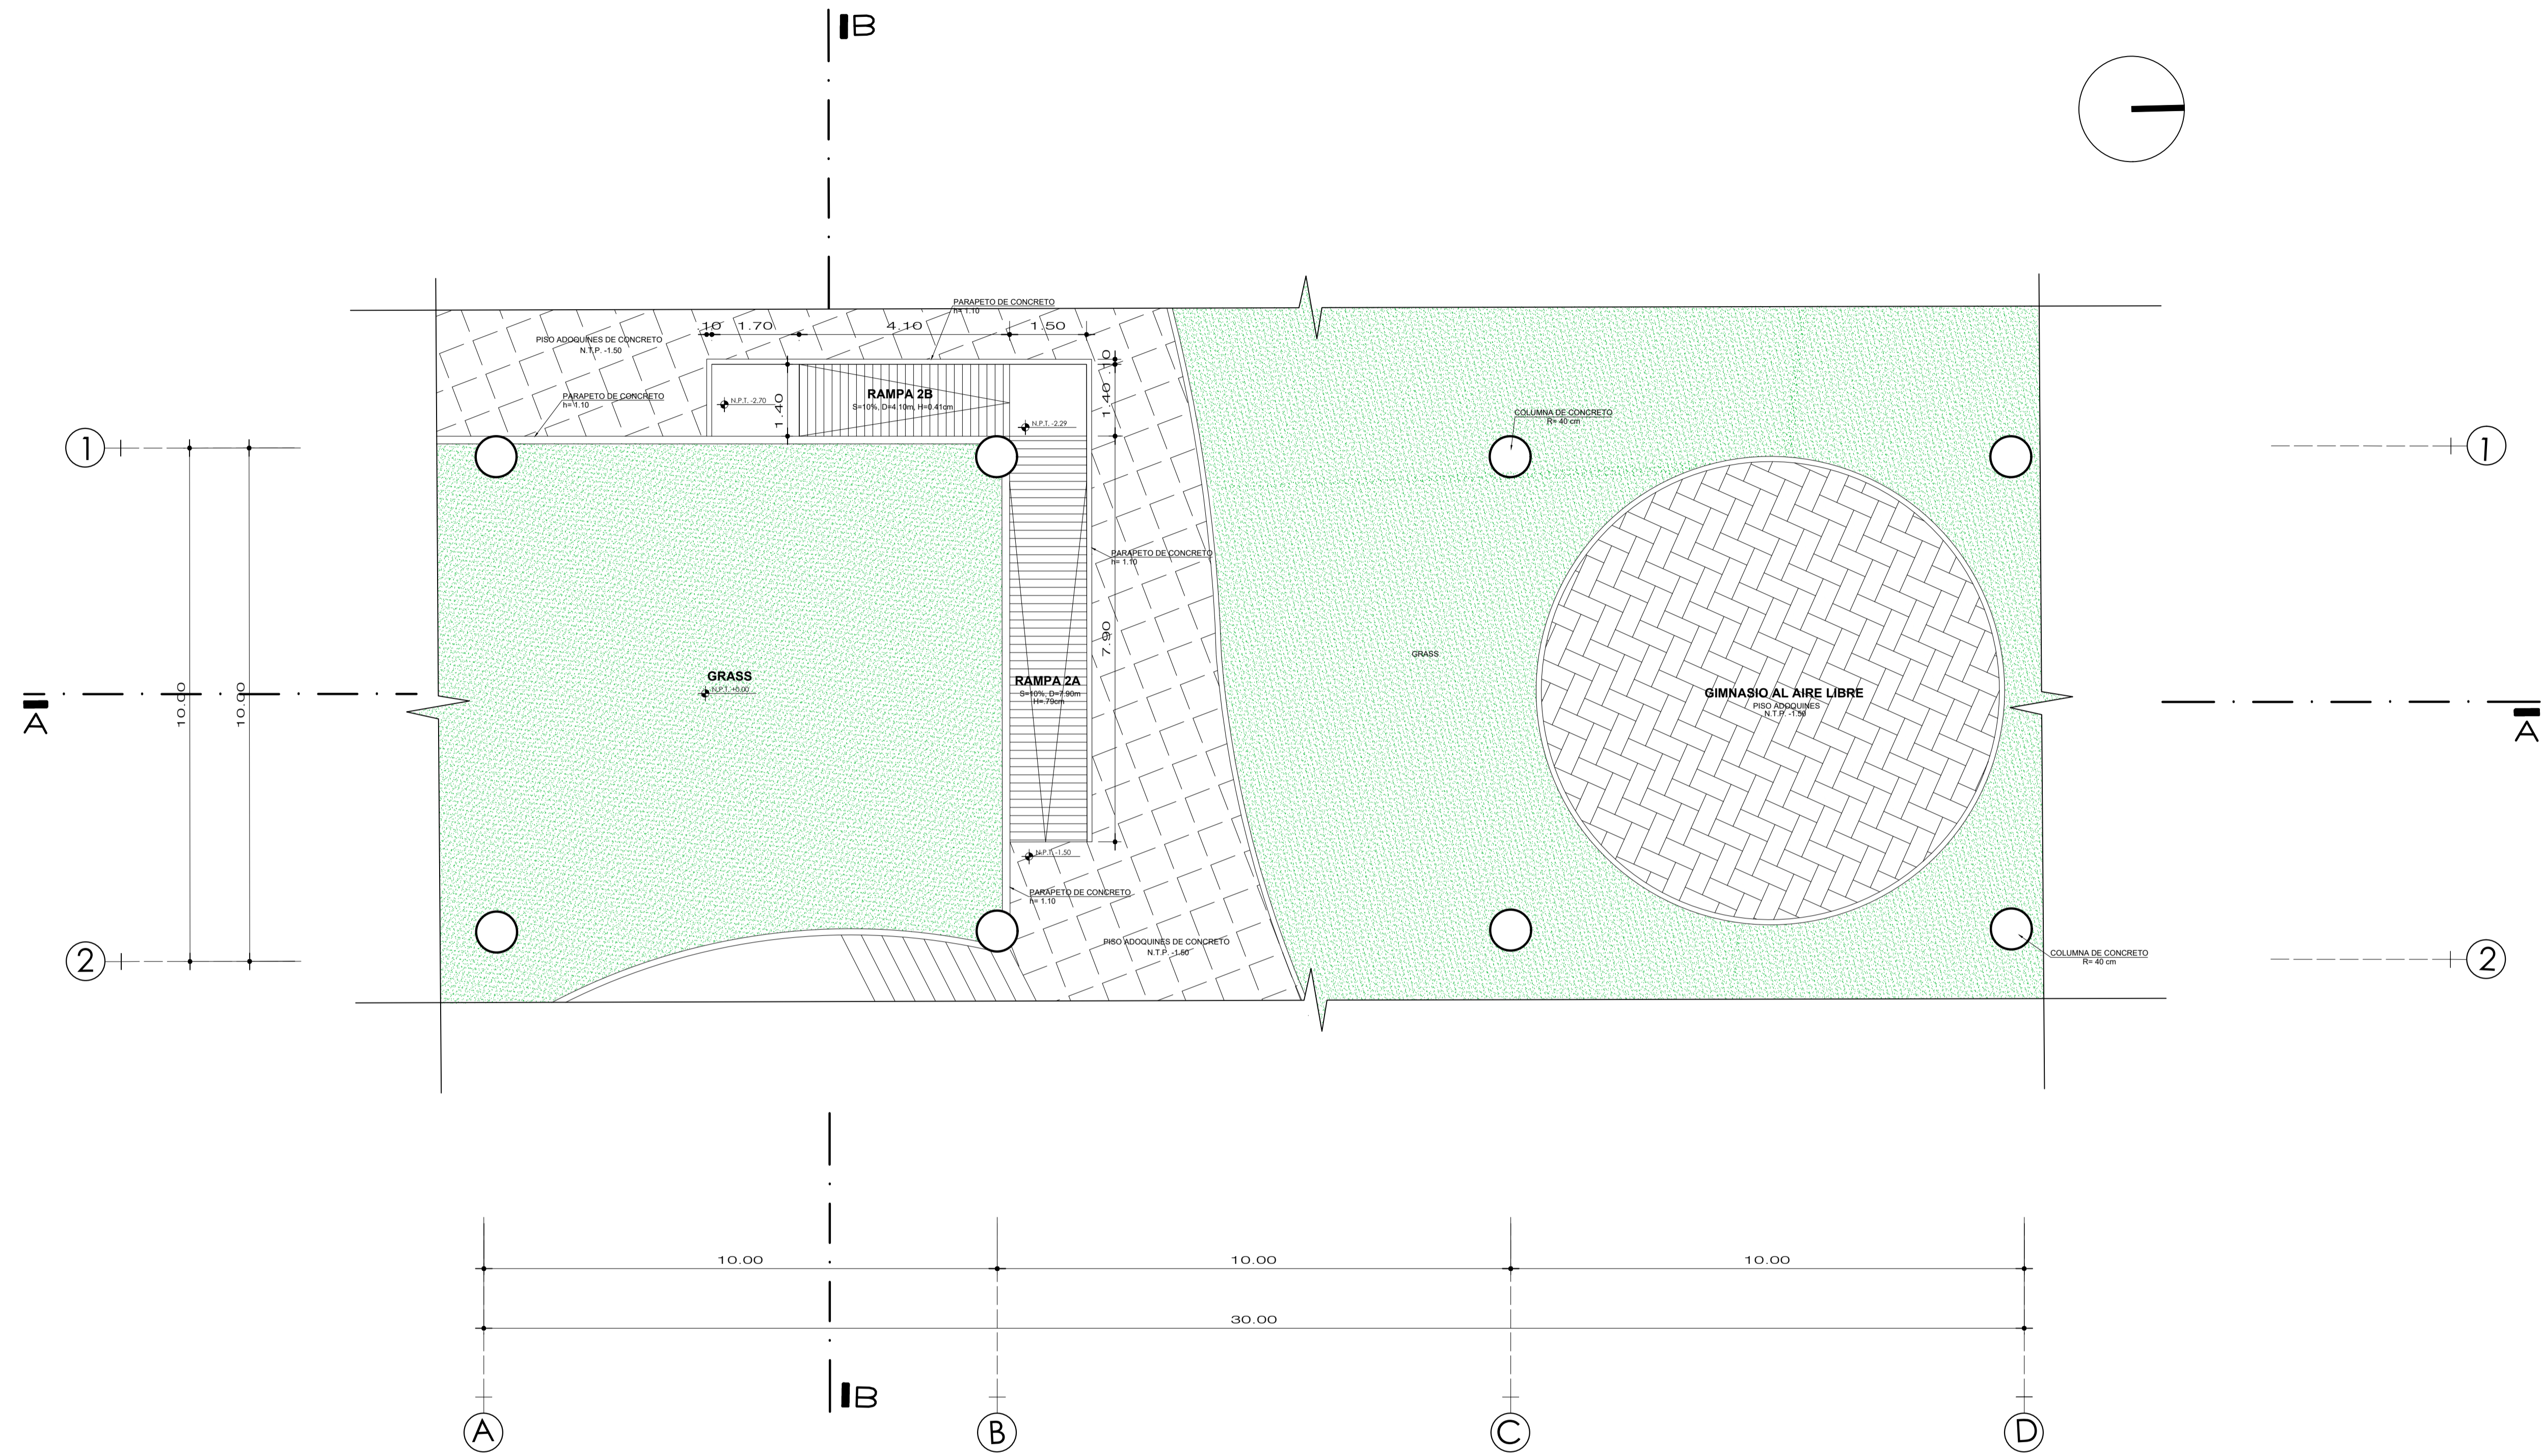 B
PARAPETO DE CONCRETO
h= 1.10
.10
1.70
4.10
1.50
PISO ADOQUINES DE CONCRETO
N.T.P. -1.50
.10
PARAPETO DE CONCRETO
h= 1.10
N.P.T. -2.70
1.40
RAMPA 2B
S=10%, D=4.10m, H=0.41cm
1.40
N.P.T. -2.29
COLUMNA DE CONCRETO
R= 40 cm
1
1
PARAPETO DE CONCRETO
h= 1.10
7.90
GRASS
GRASS
N.P.T. +0.00
RAMPA 2A
S=10%, D=7.90m
H=.79cm
GIMNASIO AL AIRE LIBRE
PISO ADOQUINES
N.T.P. -1.50
10.00
10.00
A
A
N.P.T. -1.50
PARAPETO DE CONCRETO
h= 1.10
PISO ADOQUINES DE CONCRETO
N.T.P. -1.50
COLUMNA DE CONCRETO
R= 40 cm
2
2
10.00
10.00
10.00
30.00
B
A
B
C
D